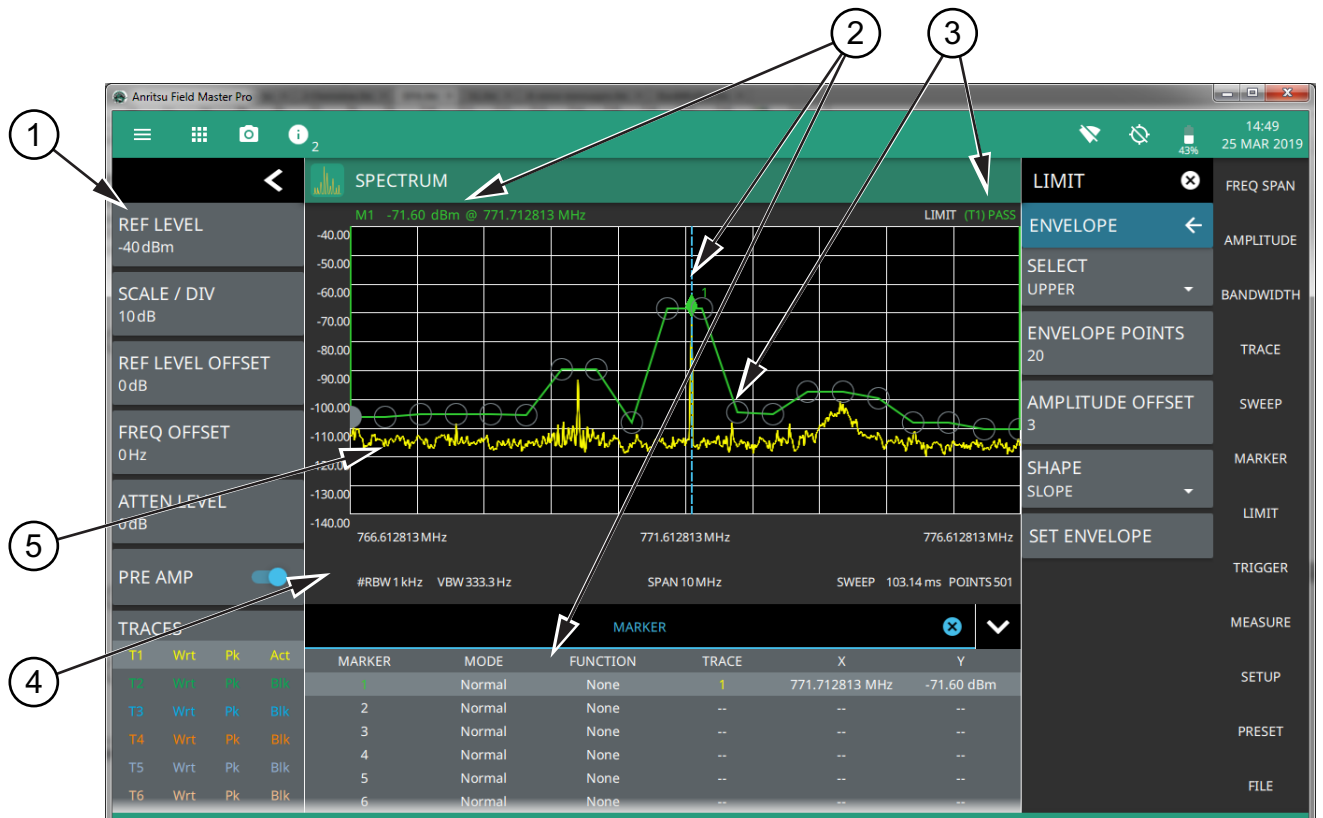 2
3
Anritsu Field Master Pro
1
2
43%
14:49
25 MAR 2019
SPECTRUM
LIMIT
FREQ SPAN
REF LEVEL
-40 dBm
M1 -71.60 dBm @ 771.712813 MHz
LIMIT (T1) PASS
ENVELOPE
AMPLITUDE
-40.00
-50.00
-60.00
-70.00
-80.00
-90.00
-100.00
-110.00
-120.00
-130.00
-140.00
1
SELECT
UPPER
BANDWIDTH
SCALE / DIV
10 dB
ENVELOPE POINTS
20
TRACE
REF LEVEL OFFSET
0 dB
AMPLITUDE OFFSET
3
SWEEP
FREQ OFFSET
0 Hz
MARKER
SHAPE
SLOPE
ATTEN LEVEL
0 dB
LIMIT
5
766.612813 MHz
771.612813 MHz
776.612813 MHz
SET ENVELOPE
PRE AMP
#RBW 1 kHz VBW 333.3 Hz
SPAN 10 MHz
SWEEP 103.14 ms POINTS 501
TRIGGER
TRACES
MARKER
MEASURE
4
T1 Wrt Pk Act
T2 Wrt Pk Blk
T3 Wrt Pk Blk
T4 Wrt Pk Blk
T5 Wrt Pk Blk
T6 Wrt Pk Blk
MARKER MODE FUNCTION TRACE X Y
1 Normal None 1 771.712813 MHz -71.60 dBm
2 Normal None -- -- --
3 Normal None -- -- --
4 Normal None -- -- --
5 Normal None -- -- --
6 Normal None -- -- --
SETUP
PRESET
FILE